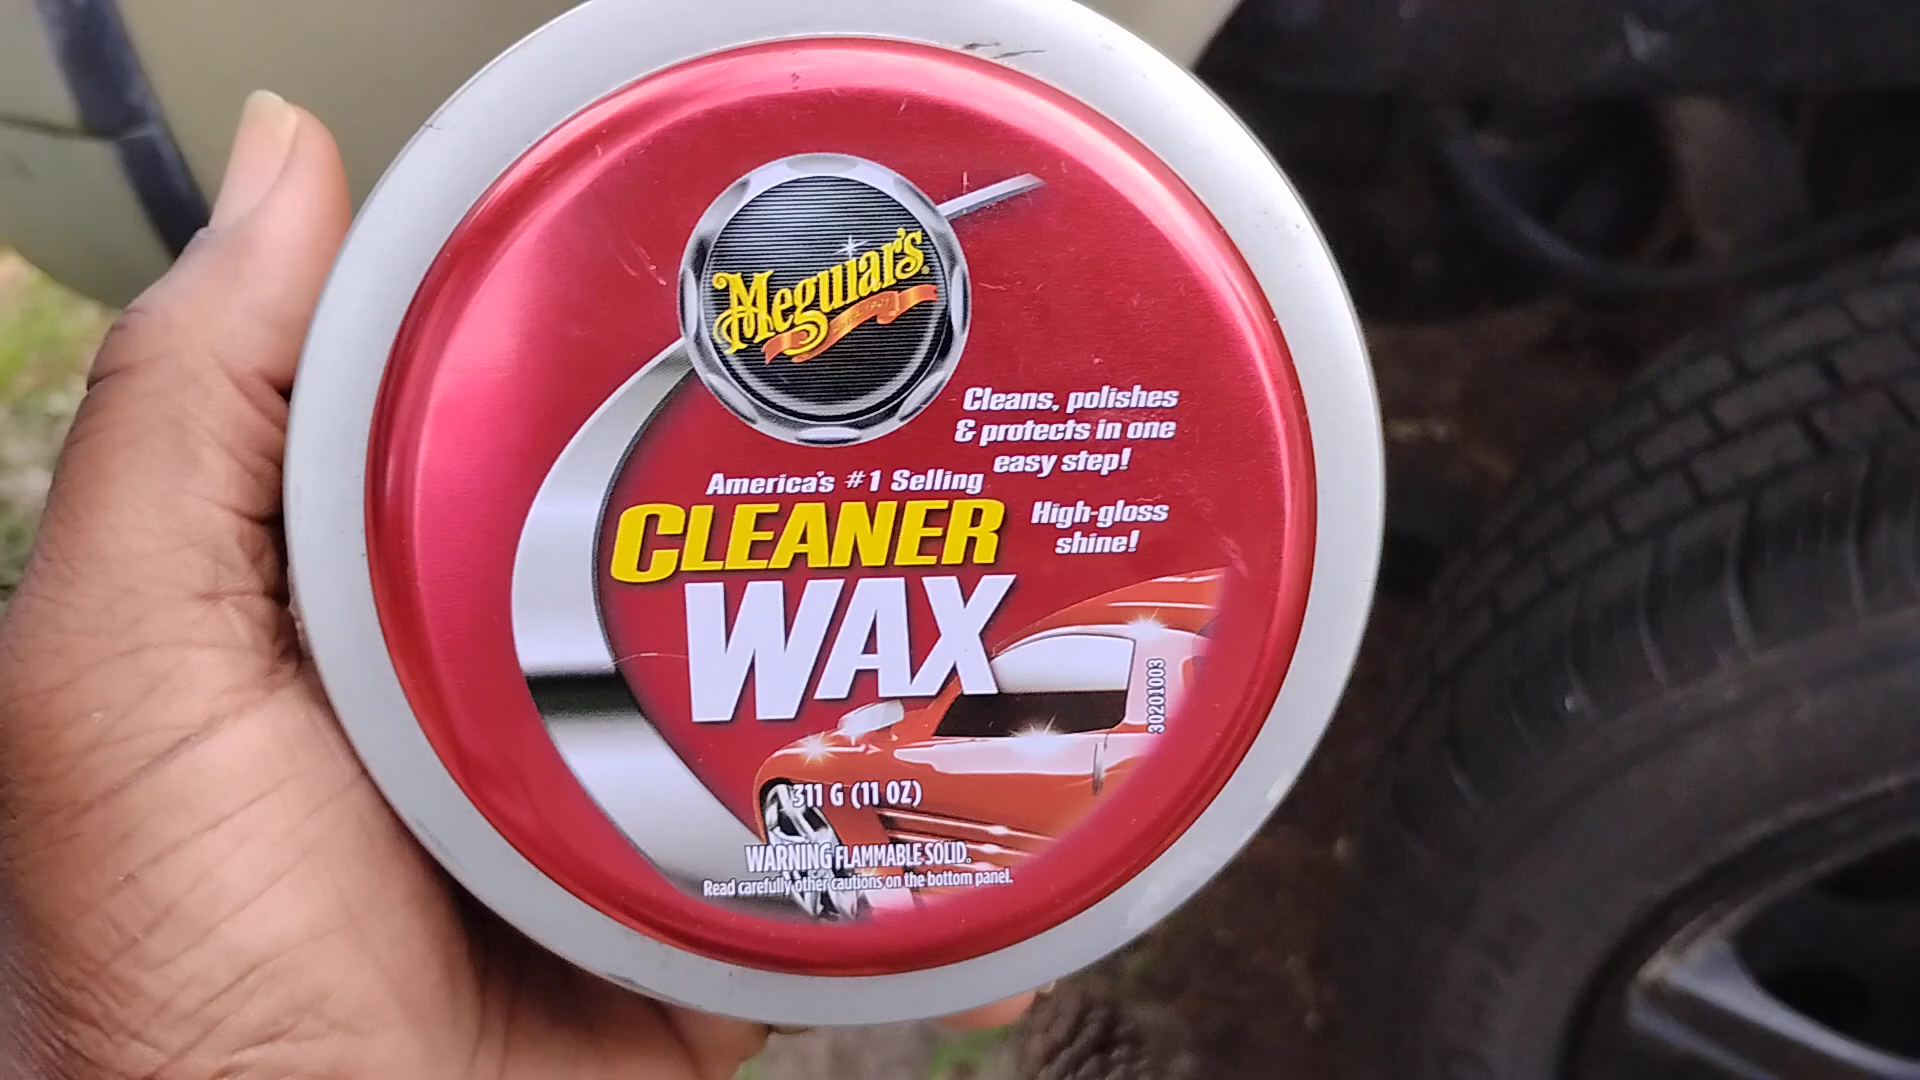 Meguiar's
Cleans, polishes
& protects in one
easy step!
America's #1 Selling
CLEANER
WAX
High-gloss
shine!
30201003
311 G (11 OZ)
WARNING FLAMMABLE SOLID.
Read carefully other cautions on the bottom panel.